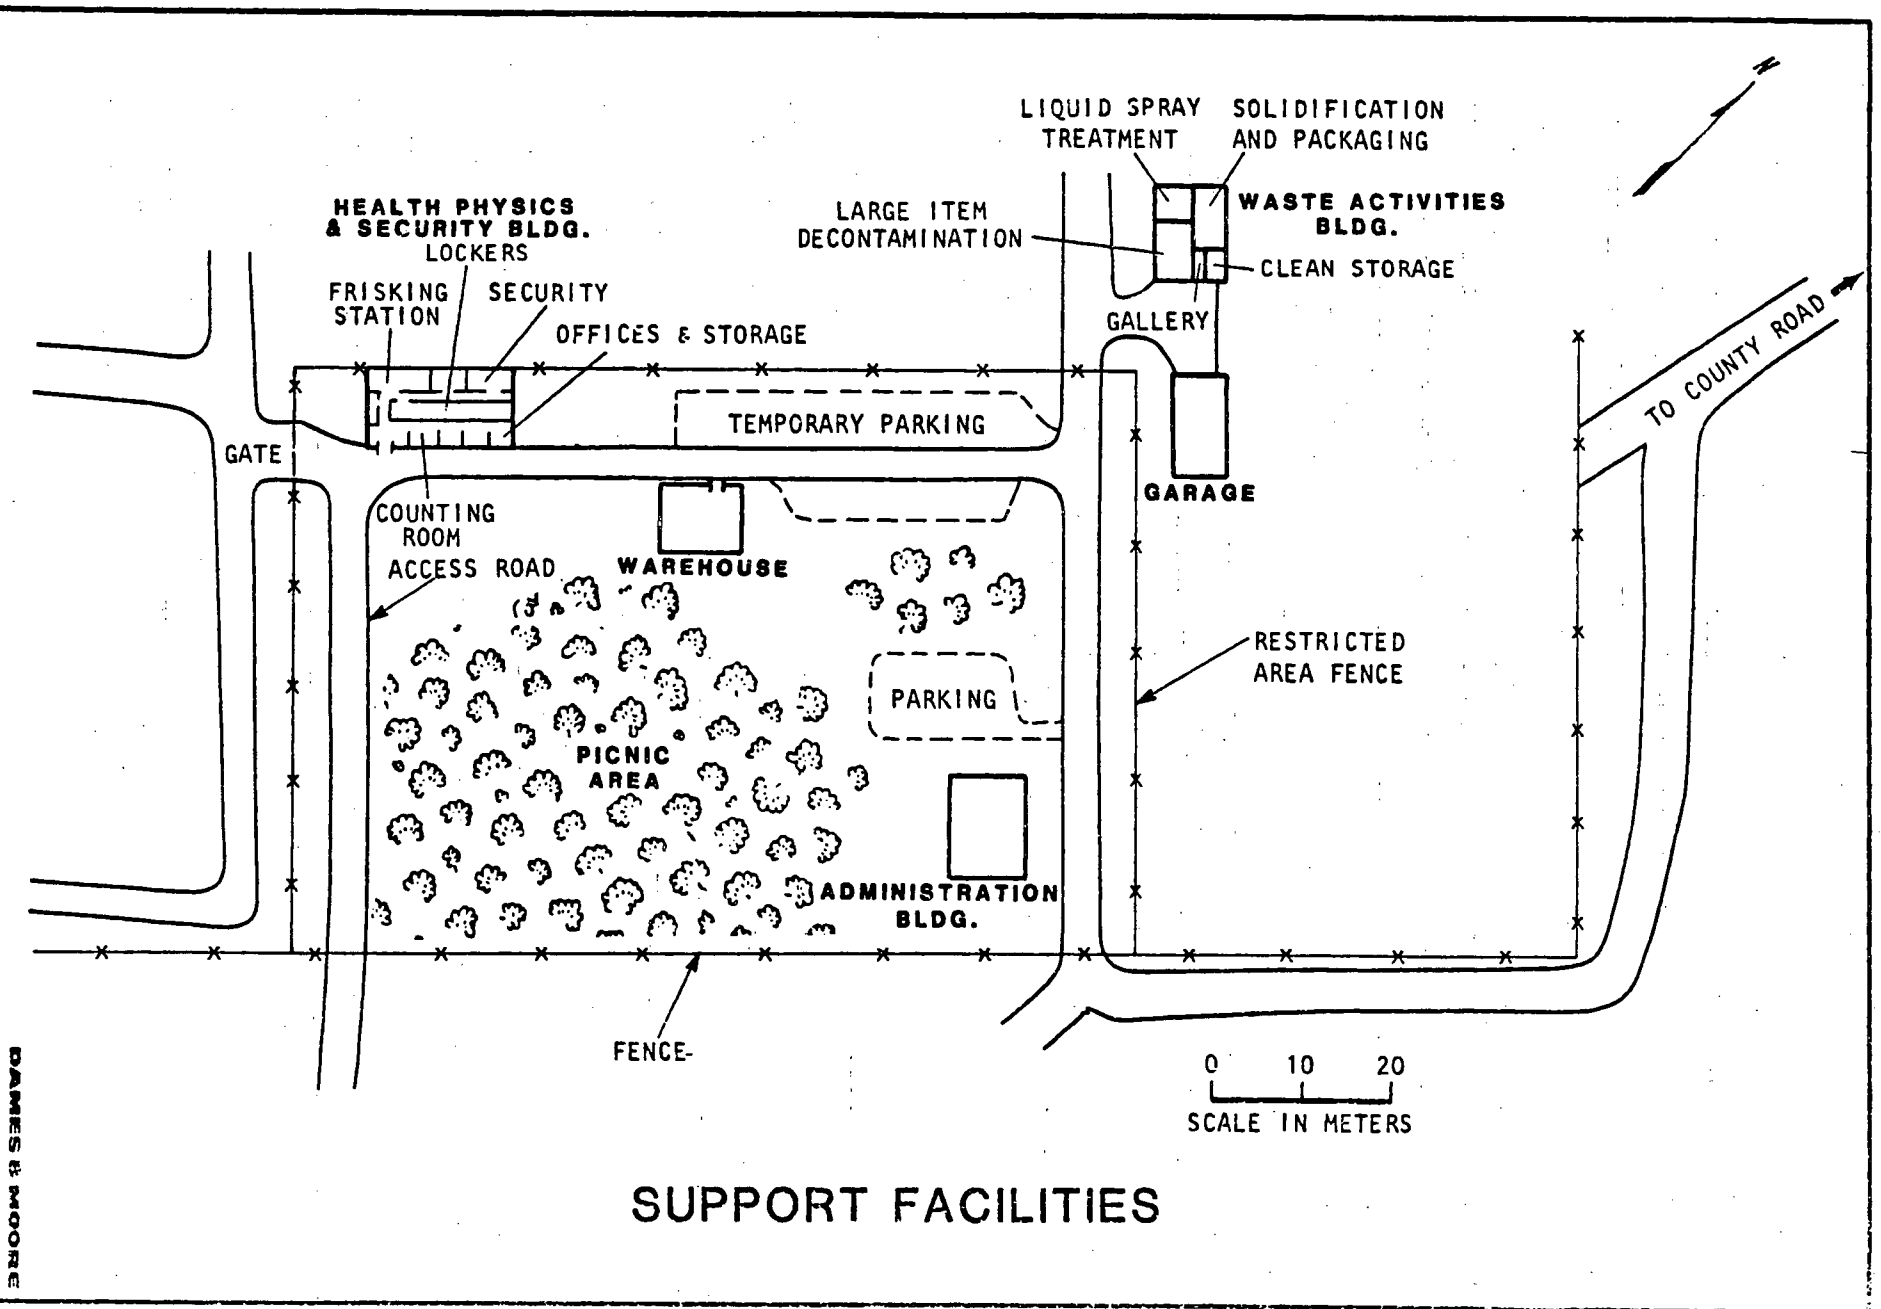 N
LIQUID SPRAY
TREATMENT
SOLIDIFICATION
AND PACKAGING
HEALTH PHYSICS
& SECURITY BLDG.
LOCKERS
LARGE ITEM
DECONTAMINATION
WASTE ACTIVITIES
BLDG.
CLEAN STORAGE
FRISKING
STATION
SECURITY
OFFICES & STORAGE
GALLERY
TO COUNTY ROAD
TEMPORARY PARKING
GATE
GARAGE
COUNTING
ROOM
ACCESS ROAD
WAREHOUSE
RESTRICTED
AREA FENCE
PARKING
PICNIC
AREA
ADMINISTRATION
BLDG.
FENCE
0 10 20
SCALE IN METERS
SUPPORT FACILITIES
DAMES & MOORE